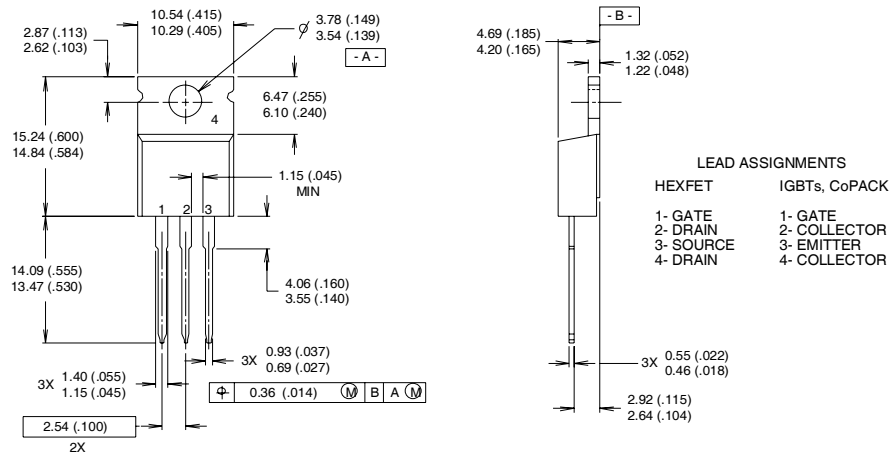 10.54 (.415)
10.29 (.405)
2.87 (.113)
2.62 (.103)
3.78 (.149)
3.54 (.139)
- A -
6.47 (.255)
6.10 (.240)
4
15.24 (.600)
14.84 (.584)
1.15 (.045)
MIN
1 2 3
14.09 (.555)
13.47 (.530)
4.06 (.160)
3.55 (.140)
3X 0.93 (.037)
0.69 (.027)
3X 1.40 (.055)
1.15 (.045)
⌖ 0.36 (.014) Ⓜ B A Ⓜ
2.54 (.100)
2X
- B -
4.69 (.185)
4.20 (.165)
1.32 (.052)
1.22 (.048)
3X 0.55 (.022)
0.46 (.018)
2.92 (.115)
2.64 (.104)
LEAD ASSIGNMENTS
HEXFET
1- GATE
2- DRAIN
3- SOURCE
4- DRAIN
IGBTs, CoPACK
1- GATE
2- COLLECTOR
3- EMITTER
4- COLLECTOR